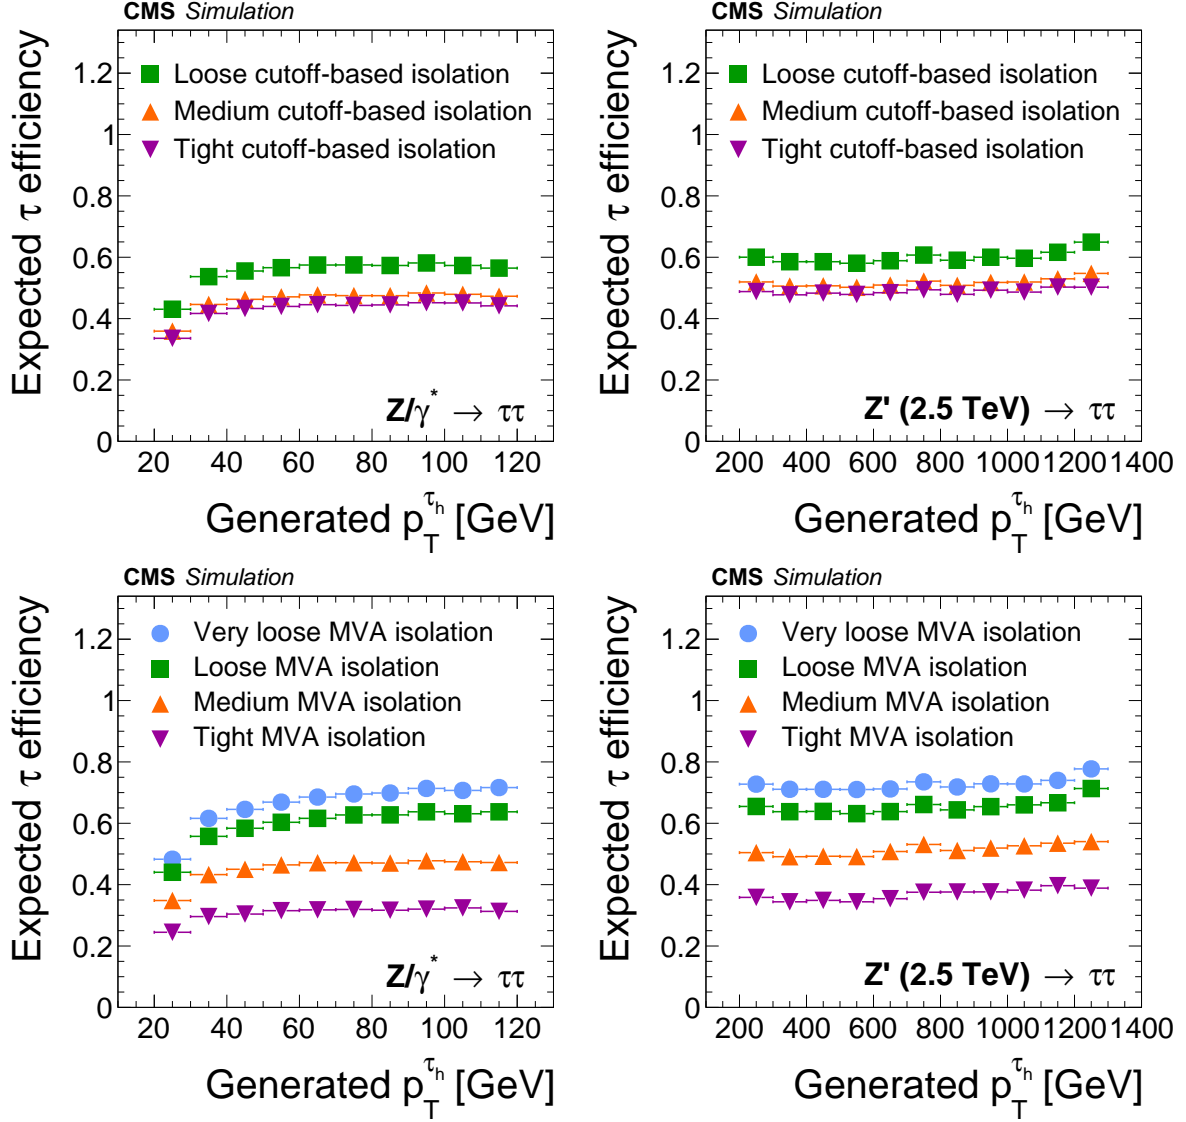 CMS Simulation
Expected τ efficiency
1.2
1
0.8
0.6
0.4
0.2
0
Loose cutoff-based isolation
Medium cutoff-based isolation
Tight cutoff-based isolation
Z/γ* → ττ
20 40 60 80 100 120
Generated p_T^τ_h [GeV]
CMS Simulation
Expected τ efficiency
1.2
1
0.8
0.6
0.4
0.2
0
Loose cutoff-based isolation
Medium cutoff-based isolation
Tight cutoff-based isolation
Z' (2.5 TeV) → ττ
200 400 600 800 1000 1200 1400
Generated p_T^τ_h [GeV]
CMS Simulation
Expected τ efficiency
1.2
1
0.8
0.6
0.4
0.2
0
Very loose MVA isolation
Loose MVA isolation
Medium MVA isolation
Tight MVA isolation
Z/γ* → ττ
20 40 60 80 100 120
Generated p_T^τ_h [GeV]
CMS Simulation
Expected τ efficiency
1.2
1
0.8
0.6
0.4
0.2
0
Very loose MVA isolation
Loose MVA isolation
Medium MVA isolation
Tight MVA isolation
Z' (2.5 TeV) → ττ
200 400 600 800 1000 1200 1400
Generated p_T^τ_h [GeV]